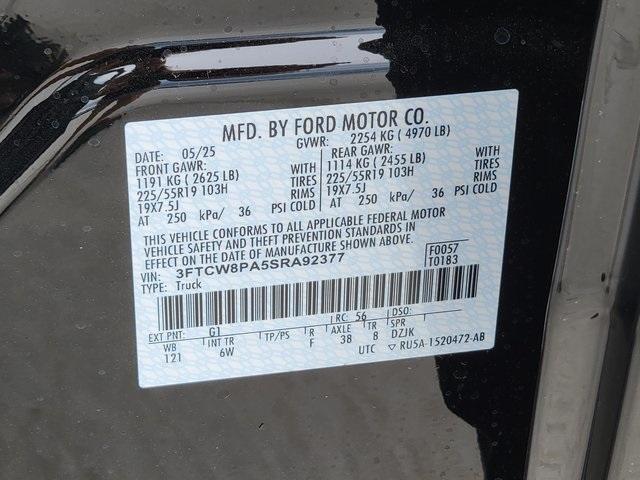 MFD. BY FORD MOTOR CO.
DATE: 05/25 GVWR: 2254 KG ( 4970 LB)
FRONT GAWR: WITH REAR GAWR: WITH
1191 KG ( 2625 LB) TIRES 1114 KG ( 2455 LB) TIRES
225/55R19 103H RIMS 225/55R19 103H RIMS
19X7.5J 19X7.5J
AT 250 kPa/ 36 PSI COLD AT 250 kPa/ 36 PSI COLD
THIS VEHICLE CONFORMS TO ALL APPLICABLE FEDERAL MOTOR
VEHICLE SAFETY AND THEFT PREVENTION STANDARDS IN
EFFECT ON THE DATE OF MANUFACTURE SHOWN ABOVE.
VIN: 3FTCW8PA5SRA92377 F0057
TYPE: Truck T0183
RC: 56 DSO:
EXT PNT: G1
WB INT TR TP/PS R AXLE TR SPR
121 6W F 38 8 DZJK
UTC ▽ RU5A-1520472-AB